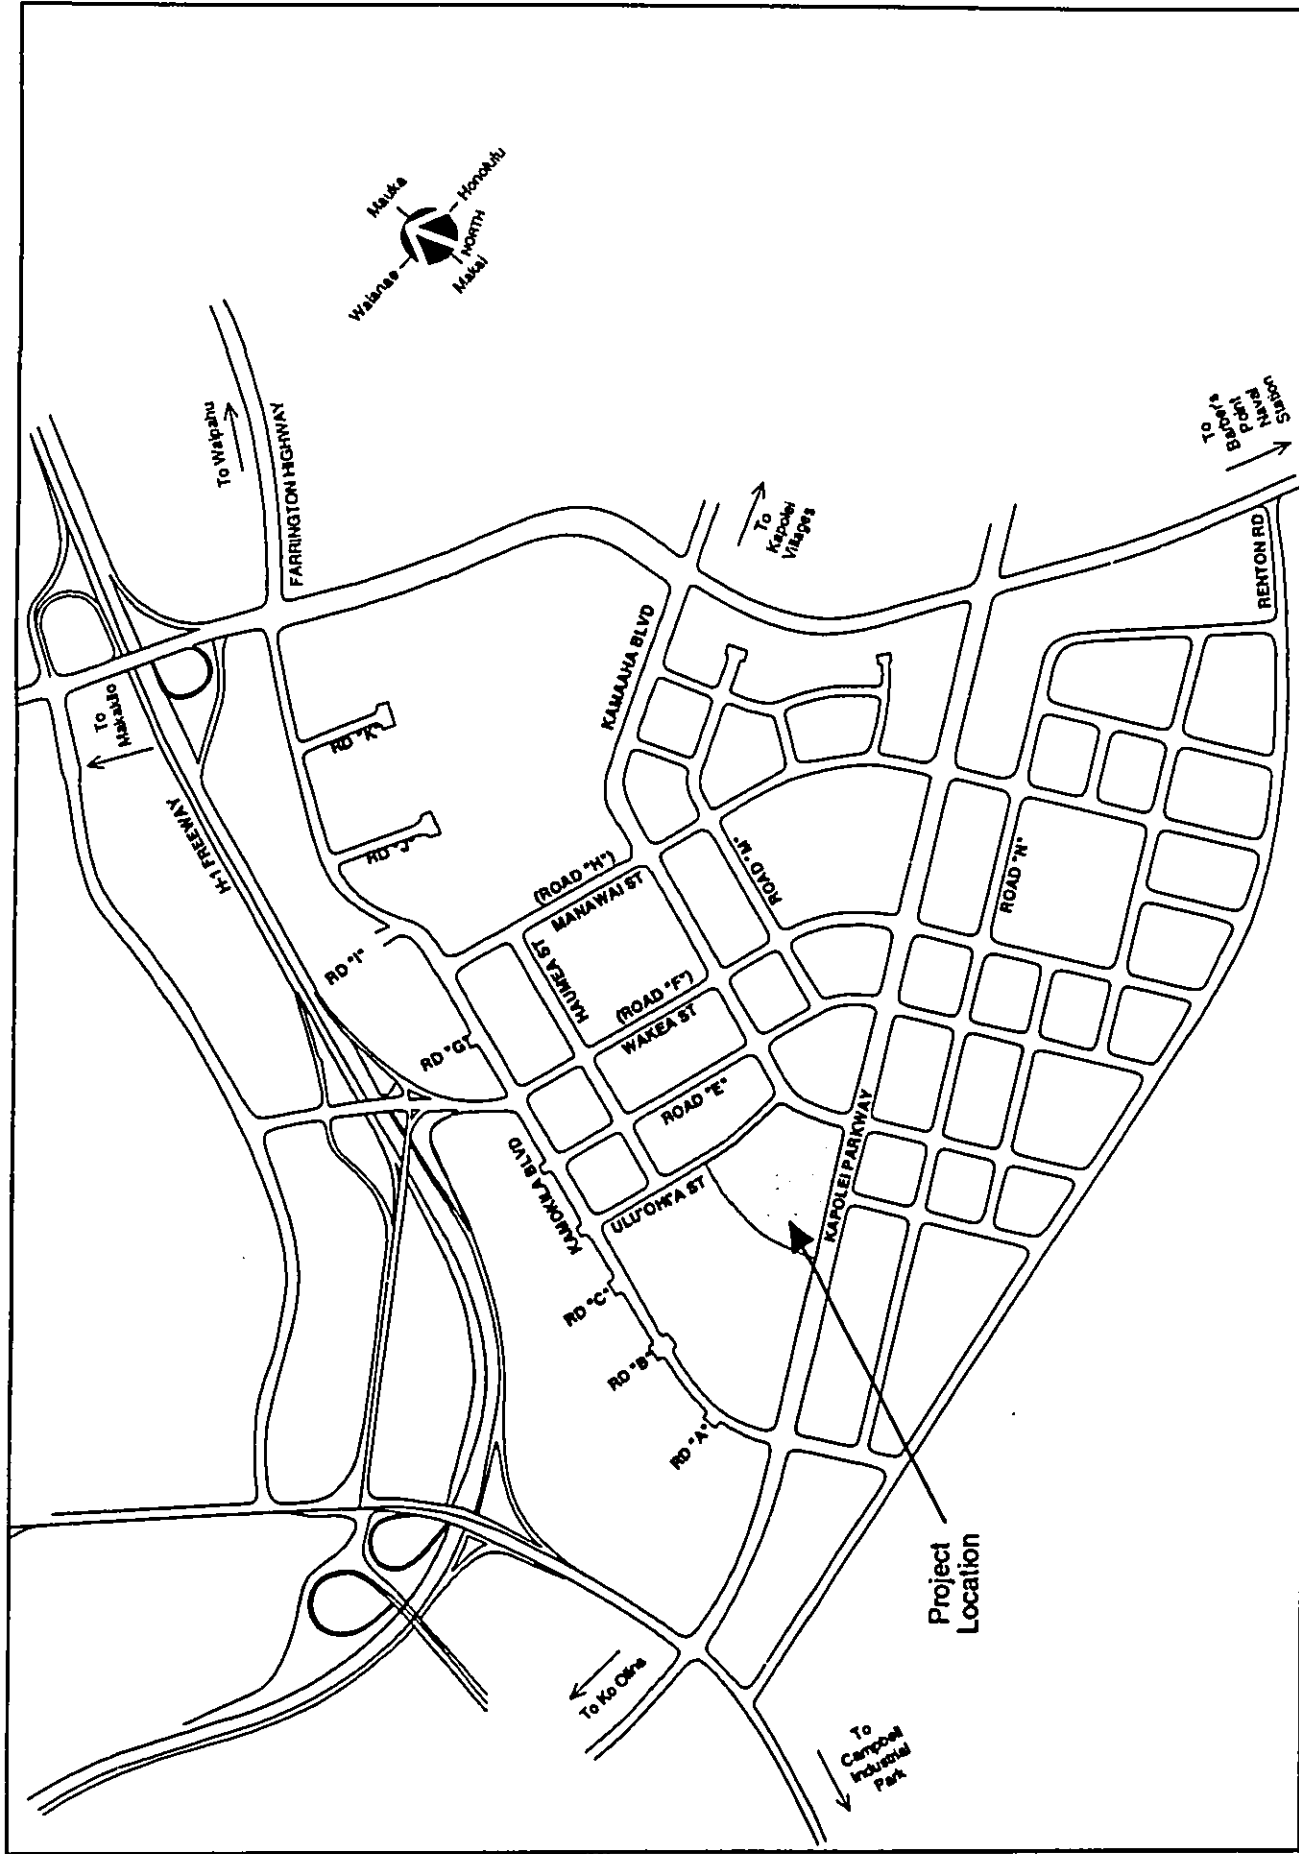 Mauka
Honolulu
Waianae
NORTH
Makai
To Waipahu
FARRINGTON HIGHWAY
To
Makakilo
H-1 FREEWAY
RD "K"
RD "J"
RD "I"
RD "G"
KAMAAHA BLVD
To
Kapolei
Villages
To
Barber's
Point
Naval
Station
RENTON RD
(ROAD "H")
MANAWAI ST
HAUMEA ST
(ROAD "F")
WAKEA ST
ROAD "E"
ROAD "M"
ROAD "N"
KAMOKILA BLVD
ULU'OHI'A ST
KAPOLEI PARKWAY
RD "C"
RD "B"
RD "A"
Project
Location
To Ko Olina
To
Campbell
Industrial
Park